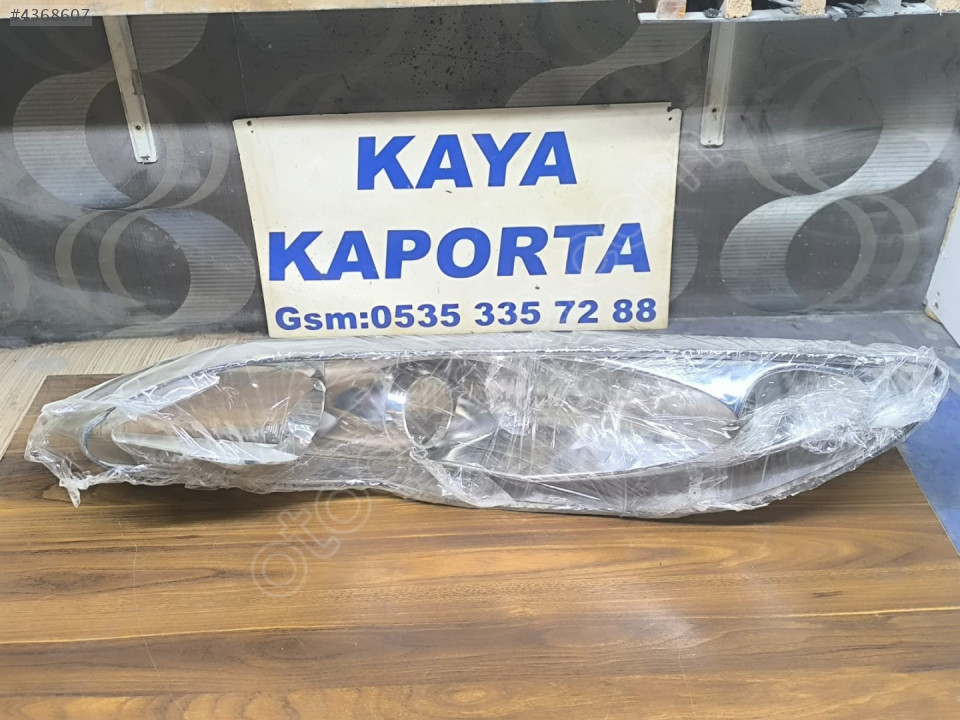 #4368607
KAYA
KAPORTA
Gsm:0535 335 72 88